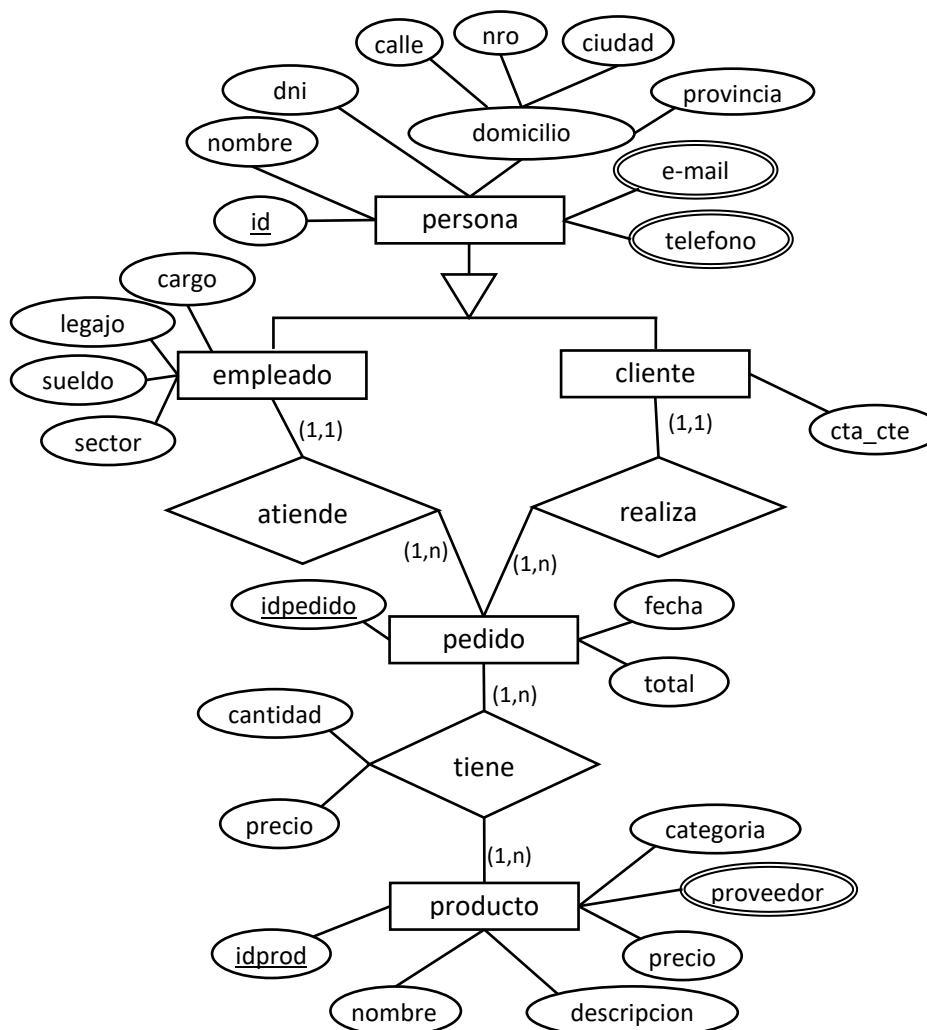 calle
nro
ciudad
dni
provincia
nombre
domicilio
e-mail
id
persona
telefono
cargo
legajo
empleado
cliente
sueldo
sector
(1,1)
(1,1)
cta_cte
atiende
realiza
(1,n)
(1,n)
idpedido
fecha
pedido
total
cantidad
(1,n)
tiene
precio
categoria
(1,n)
proveedor
producto
idprod
precio
nombre
descripcion